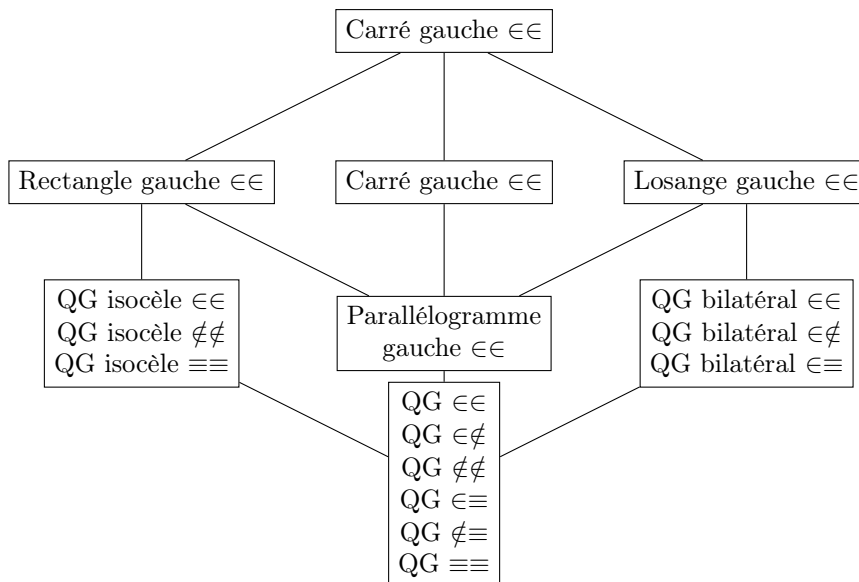 Carré gauche ∈∈
Rectangle gauche ∈∈
Carré gauche ∈∈
Losange gauche ∈∈
QG isocèle ∈∈
QG isocèle ∉∉
QG isocèle ≡≡
Parallélogramme
gauche ∈∈
QG bilatéral ∈∈
QG bilatéral ∈∉
QG bilatéral ∈≡
QG ∈∈
QG ∈∉
QG ∉∉
QG ∈≡
QG ∉≡
QG ≡≡